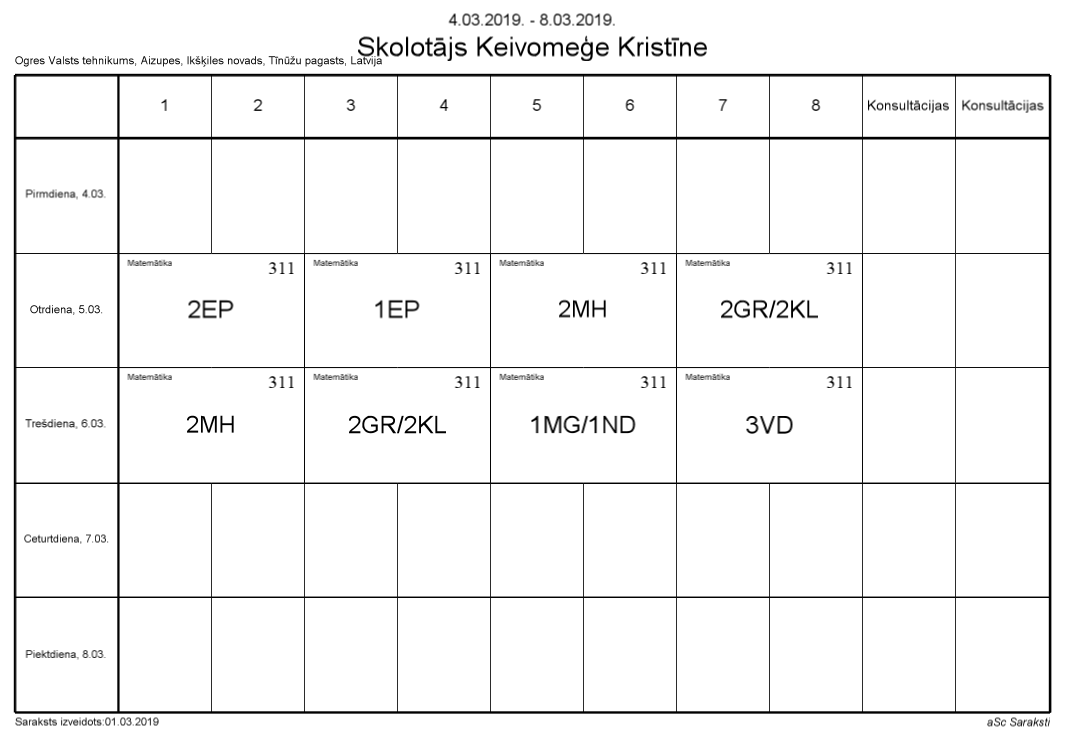 4.03.2019. - 8.03.2019.
Skolotājs Keivomeģe Kristīne
Ogres Valsts tehnikums, Aizupes, Ikšķiles novads, Tīnūžu pagasts, Latvija
1 2 3 4 5 6 7 8 Konsultācijas Konsultācijas
Pirmdiena, 4.03.
Matemātika 311 Matemātika 311 Matemātika 311 Matemātika 311
Otrdiena, 5.03. 2EP 1EP 2MH 2GR/2KL
Matemātika 311 Matemātika 311 Matemātika 311 Matemātika 311
Trešdiena, 6.03. 2MH 2GR/2KL 1MG/1ND 3VD
Ceturtdiena, 7.03.
Piektdiena, 8.03.
Saraksts izveidots:01.03.2019 aSc Saraksti